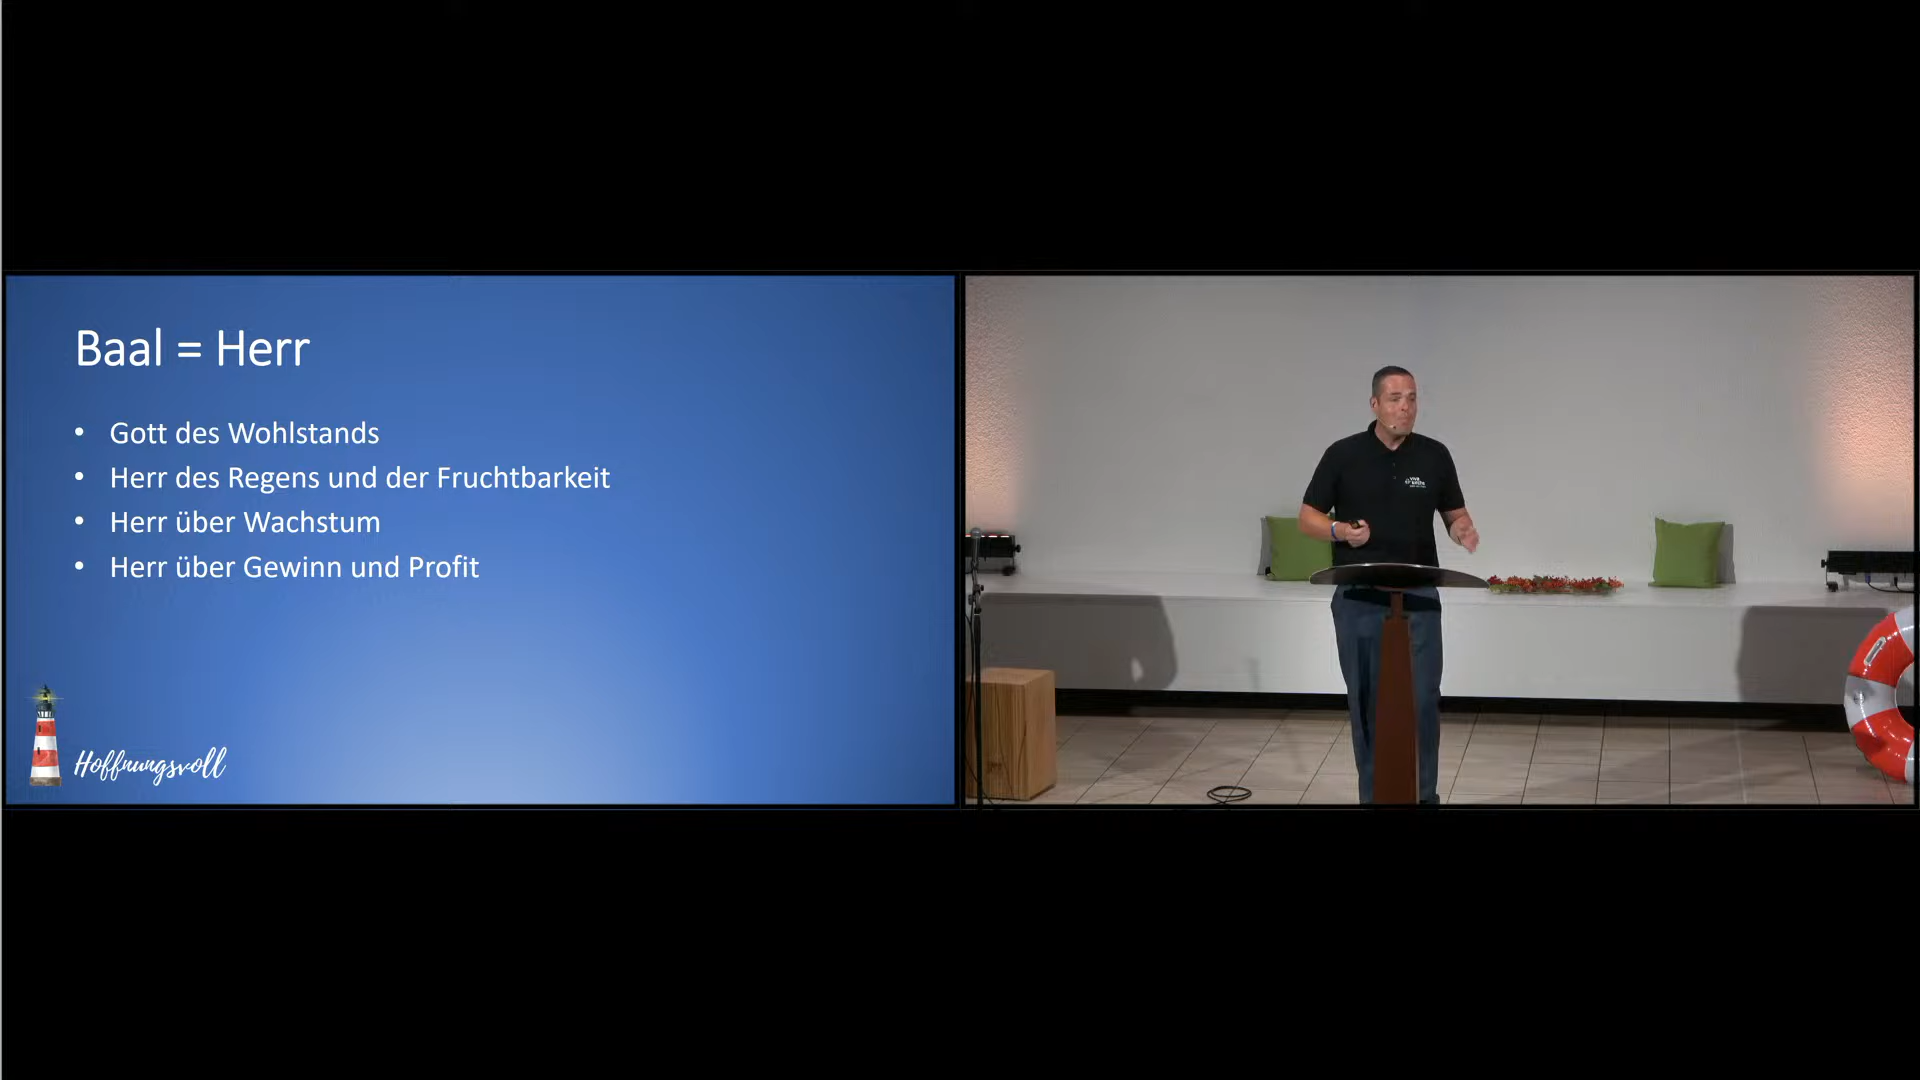 Baal = Herr
• Gott des Wohlstands
• Herr des Regens und der Fruchtbarkeit
• Herr über Wachstum
• Herr über Gewinn und Profit
Hoffnungsvoll